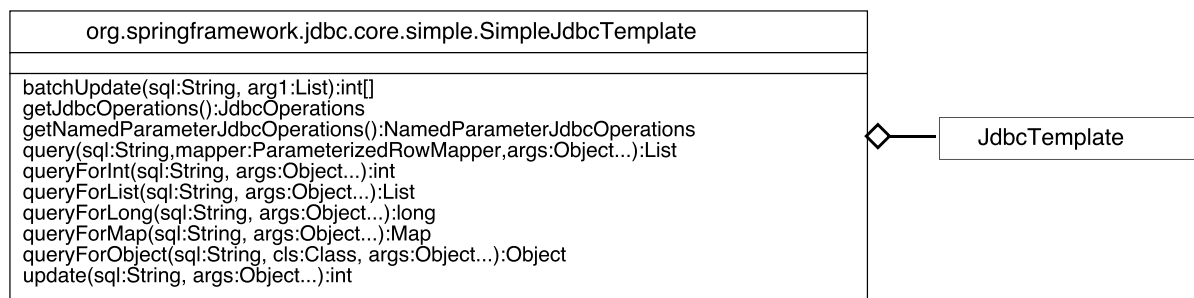 org.springframework.jdbc.core.simple.SimpleJdbcTemplate
batchUpdate(sql:String, arg1:List):int[]
getJdbcOperations():JdbcOperations
getNamedParameterJdbcOperations():NamedParameterJdbcOperations
query(sql:String,mapper:ParameterizedRowMapper,args:Object...):List
queryForInt(sql:String, args:Object...):int
queryForList(sql:String, args:Object...):List
queryForLong(sql:String, args:Object...):long
queryForMap(sql:String, args:Object...):Map
queryForObject(sql:String, cls:Class, args:Object...):Object
update(sql:String, args:Object...):int
JdbcTemplate